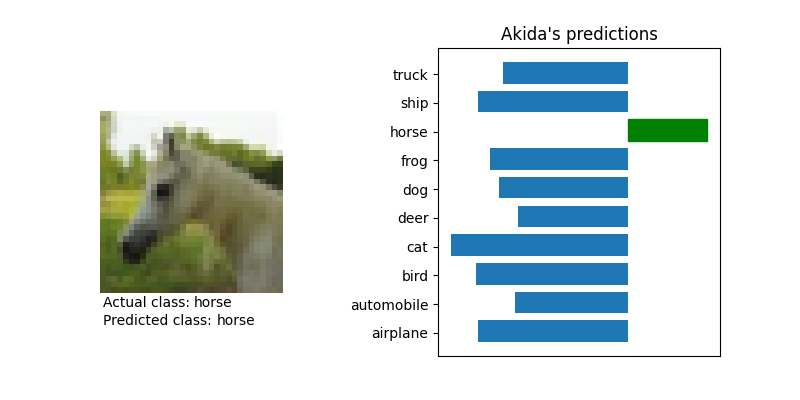 Akida's predictions
truck
ship
horse
frog
dog
deer
cat
bird
automobile
airplane
Actual class: horse
Predicted class: horse